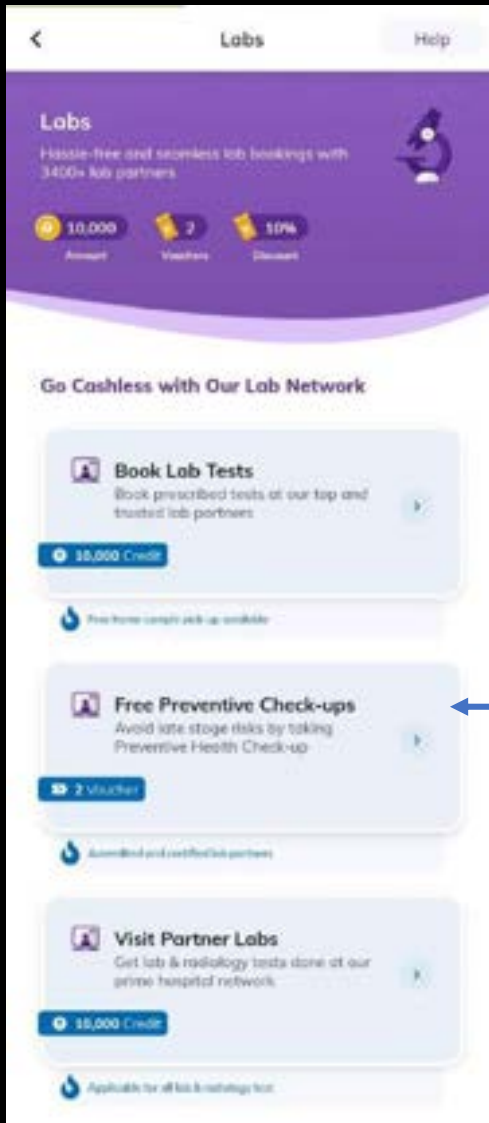 Labs
Help
Labs
Hassle-free and seamless lab bookings with
3400+ lab partners
10,000
2
10%
Amount
Vouchers
Discount
Go Cashless with Our Lab Network
Book Lab Tests
Book prescribed tests at our top and
trusted lab partners
10,000 Credit
Free home sample pick-up available
Free Preventive Check-ups
Avoid late stage risks by taking
Preventive Health Check-up
2 Voucher
Accredited and certified lab partners
Visit Partner Labs
Get lab & radiology tests done at our
prime hospital network
10,000 Credit
Applicable for all lab & radiology test